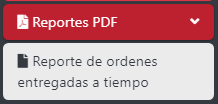 Reportes PDF
Reporte de ordenes
entregadas a tiempo